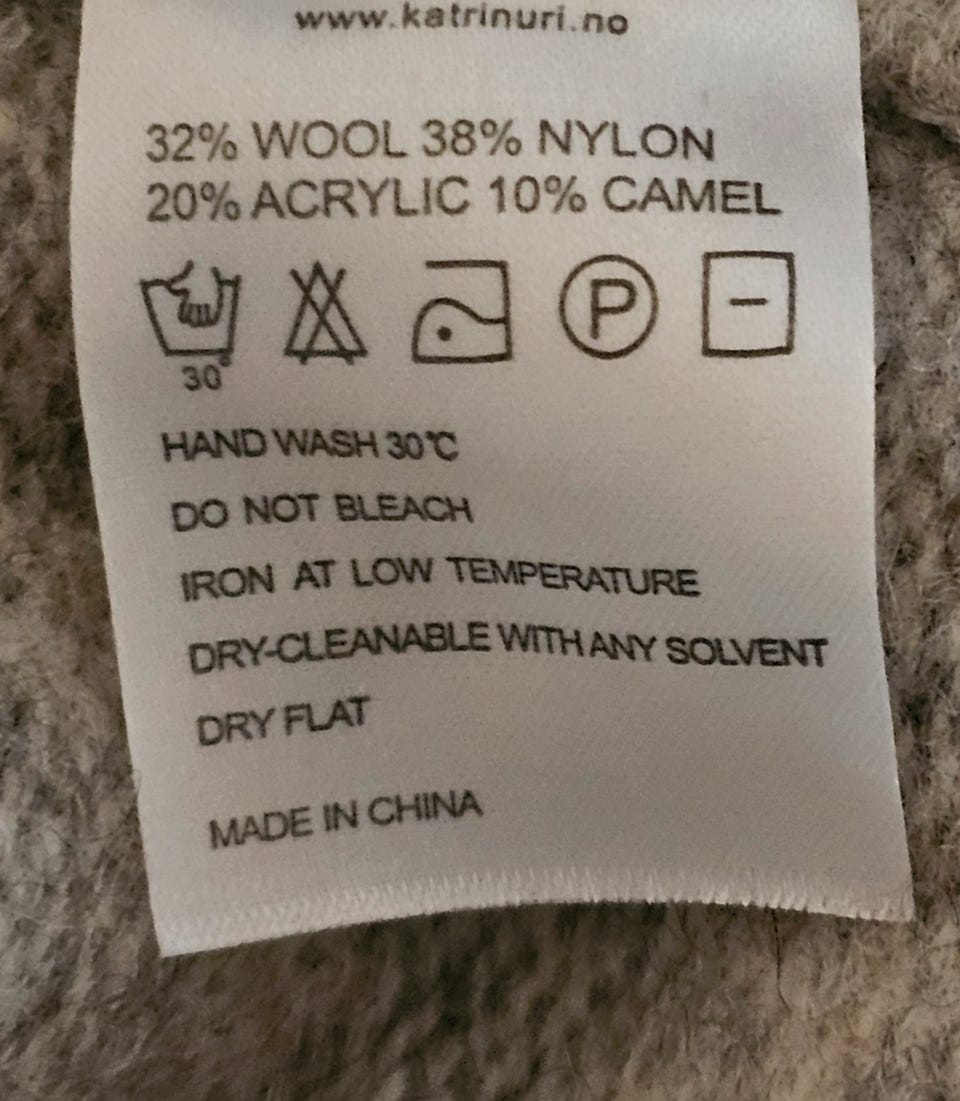 www.katrinuri.no
32% WOOL 38% NYLON
20% ACRYLIC 10% CAMEL
P
30
HAND WASH 30℃
DO NOT BLEACH
IRON AT LOW TEMPERATURE
DRY-CLEANABLE WITH ANY SOLVENT
DRY FLAT
MADE IN CHINA